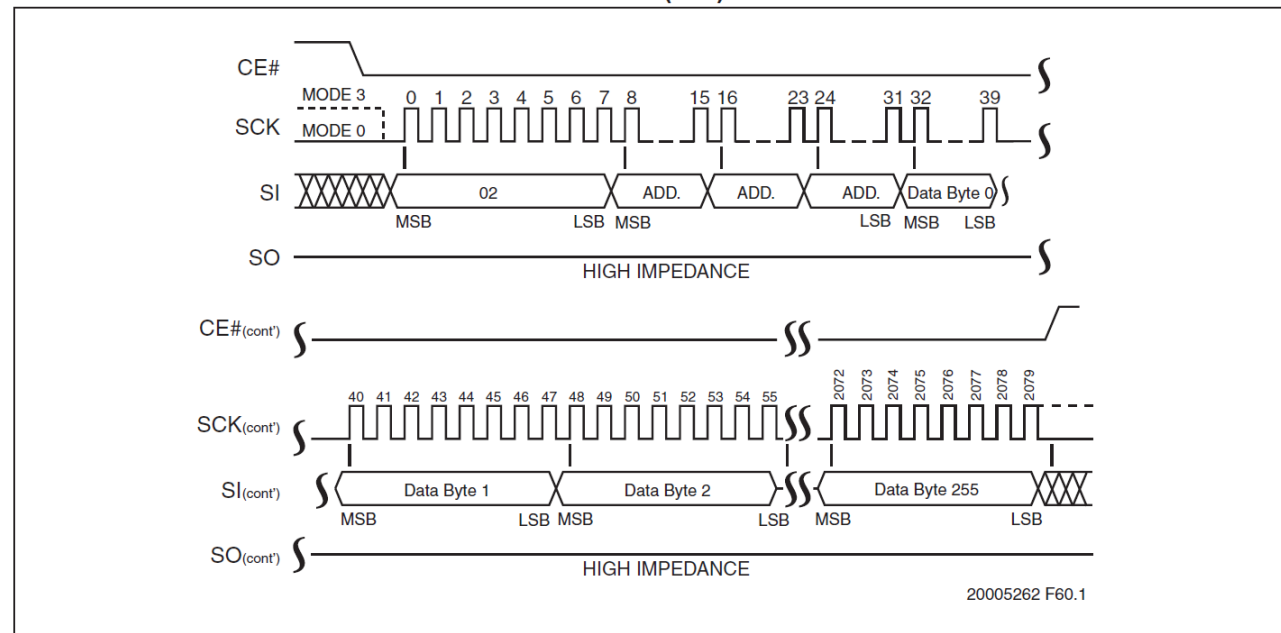 CE#
MODE 3
0 1 2 3 4 5 6 7 8 15 16 23 24 31 32 39
SCK
MODE 0
SI 02 ADD. ADD. ADD. Data Byte 0
MSB LSB MSB LSB MSB LSB
SO
HIGH IMPEDANCE
CE#(cont')
2072 2073 2074 2075 2076 2077 2078 2079
40 41 42 43 44 45 46 47 48 49 50 51 52 53 54 55
SCK(cont')
SI(cont') Data Byte 1 Data Byte 2 Data Byte 255
MSB LSB MSB LSB MSB LSB
SO(cont')
HIGH IMPEDANCE
20005262 F60.1